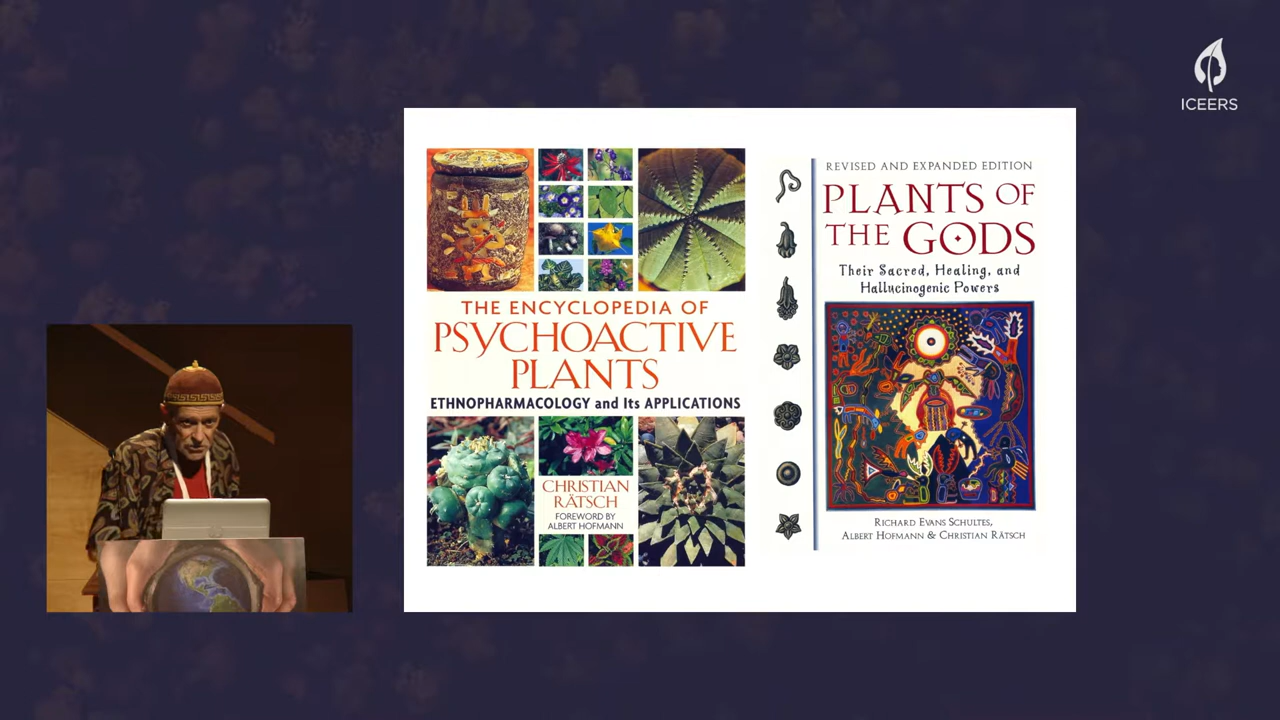 ICEERS
THE ENCYCLOPEDIA OF
PSYCHOACTIVE
PLANTS
ETHNOPHARMACOLOGY and Its APPLICATIONS
CHRISTIAN
RÄTSCH
FOREWORD BY
ALBERT HOFMANN
REVISED AND EXPANDED EDITION
PLANTS OF
THE GODS
Their Sacred, Healing, and
Hallucinogenic Powers
RICHARD EVANS SCHULTES,
ALBERT HOFMANN & CHRISTIAN RÄTSCH